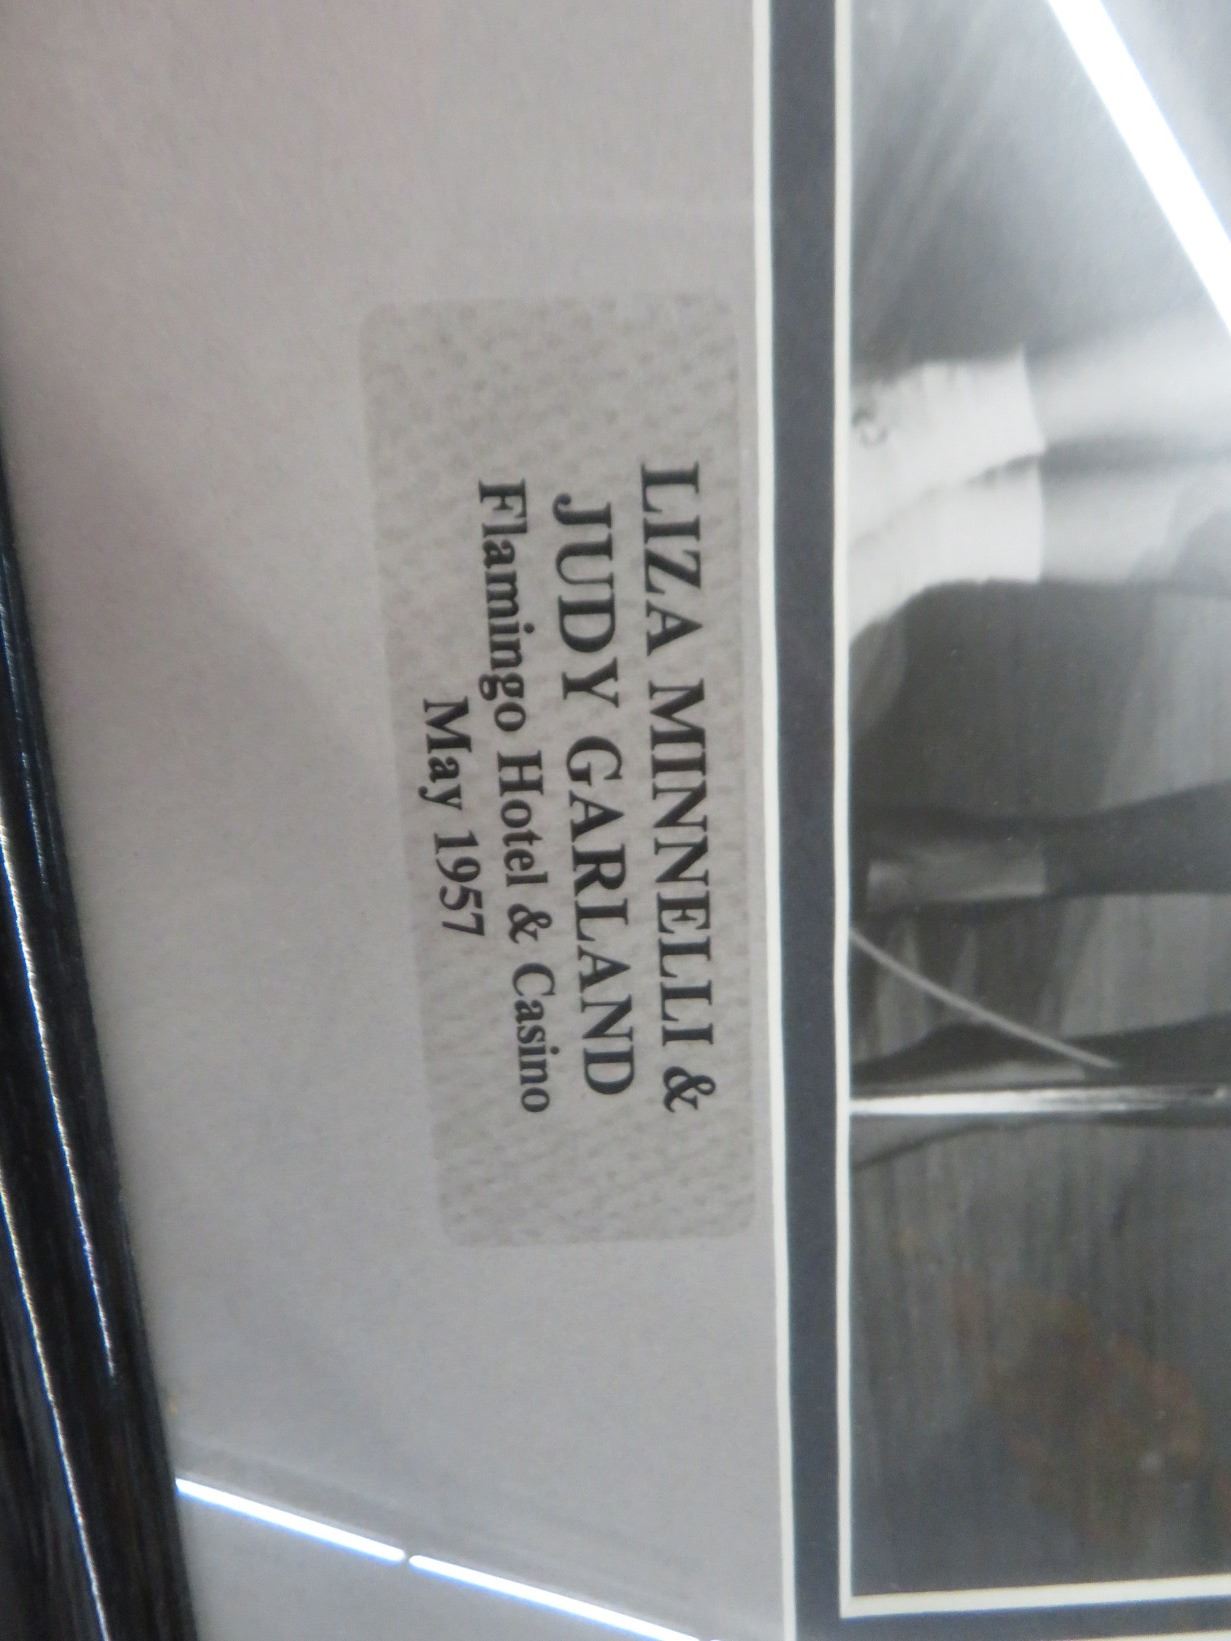 LIZA MINNELLI &
JUDY GARLAND
Flamingo Hotel & Casino
May 1957